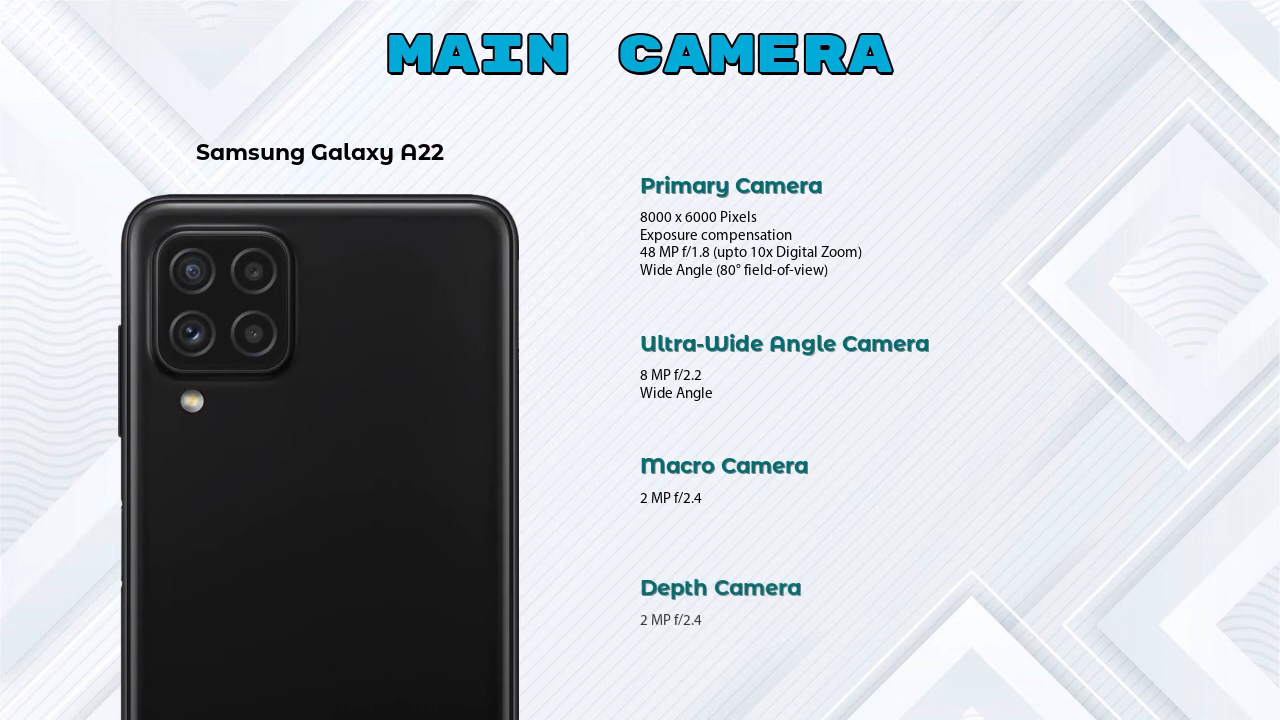 MAIN CAMERA
Samsung Galaxy A22
Primary Camera
8000 x 6000 Pixels
Exposure compensation
48 MP f/1.8 (upto 10x Digital Zoom)
Wide Angle (80° field-of-view)
Ultra-Wide Angle Camera
8 MP f/2.2
Wide Angle
Macro Camera
2 MP f/2.4
Depth Camera
2 MP f/2.4